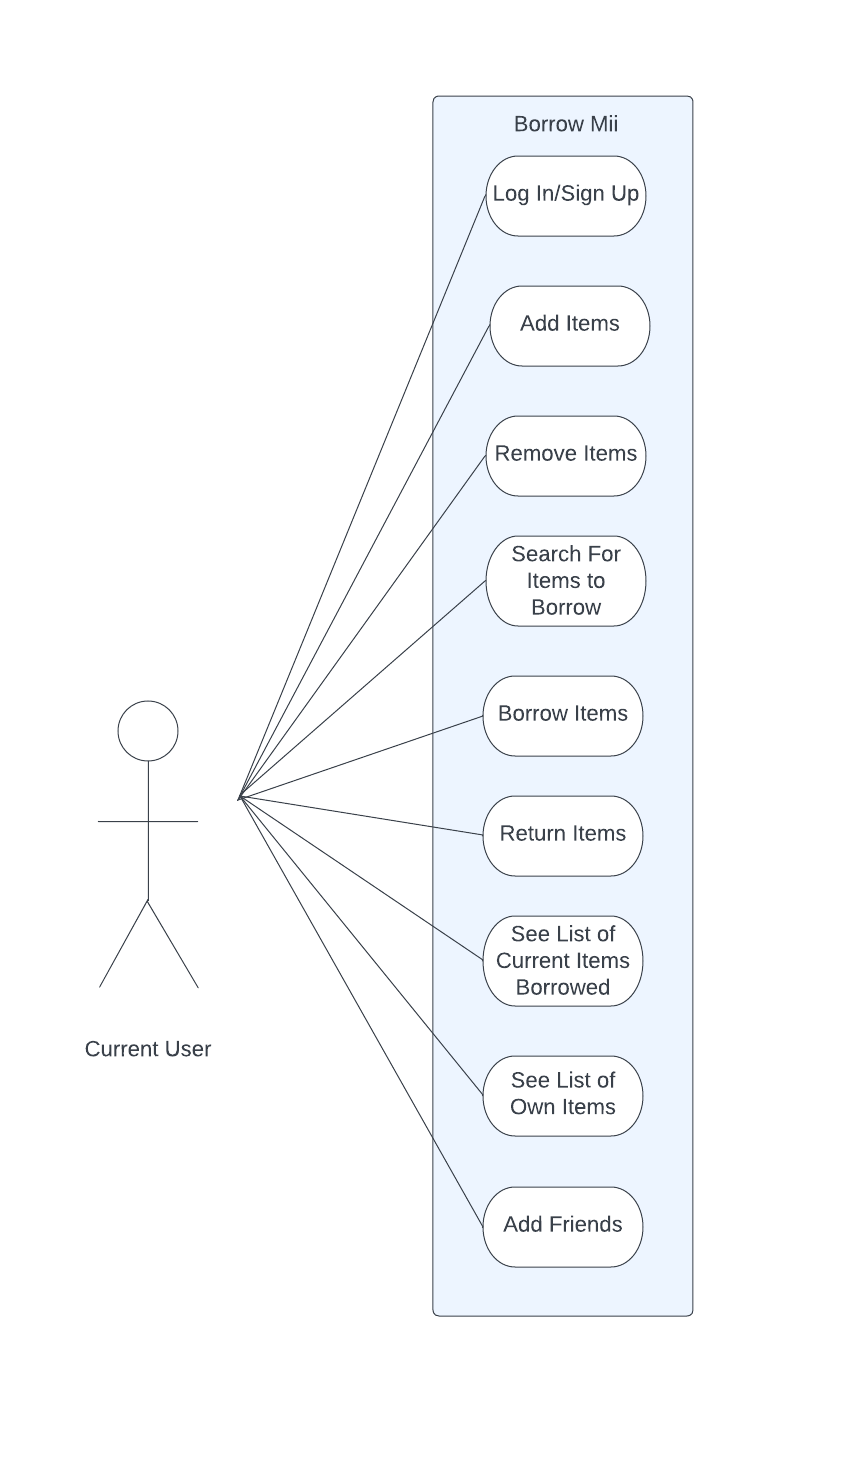 Borrow Mii
Log In/Sign Up
Add Items
Remove Items
Search For
Items to
Borrow
Borrow Items
Return Items
See List of
Current Items
Borrowed
Current User
See List of
Own Items
Add Friends